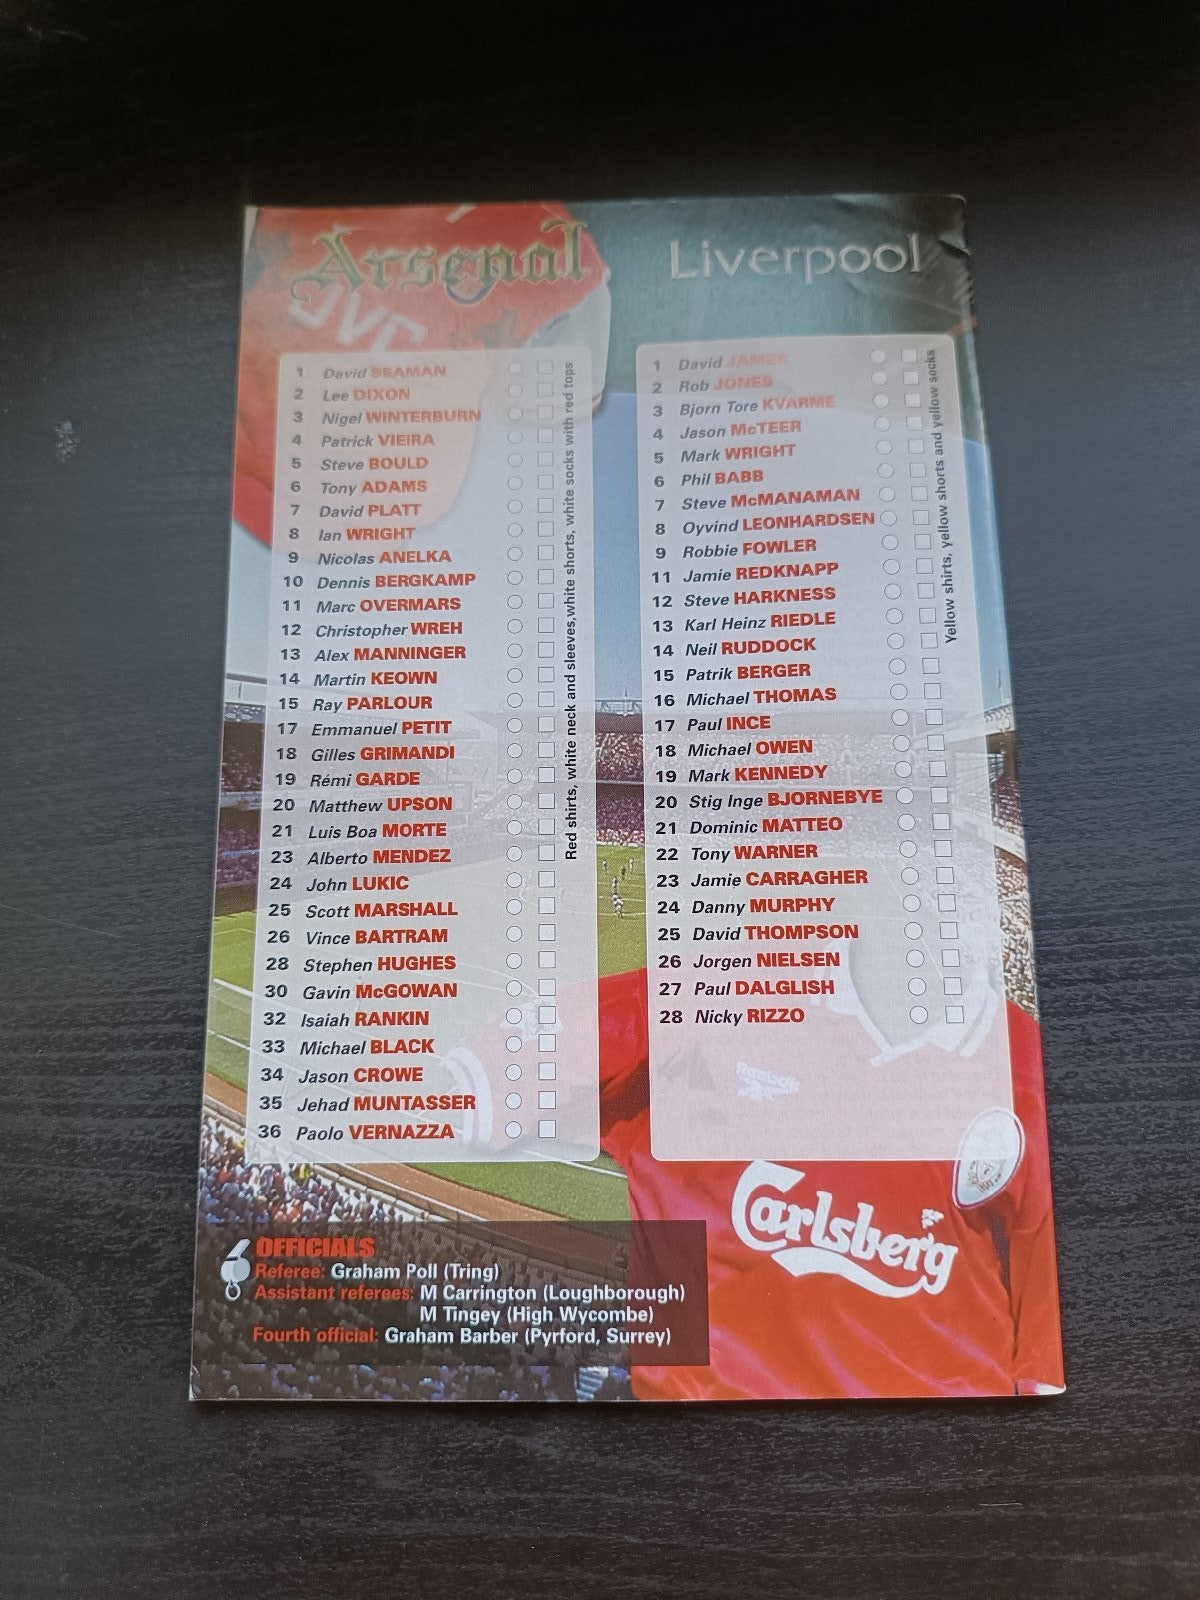 Arsenal
1 David SEAMAN
2 Lee DIXON
3 Nigel WINTERBURN
4 Patrick VIEIRA
5 Steve BOULD
6 Tony ADAMS
7 David PLATT
8 Ian WRIGHT
9 Nicolas ANELKA
10 Dennis BERGKAMP
11 Marc OVERMARS
12 Christopher WREH
13 Alex MANNINGER
14 Martin KEOWN
15 Ray PARLOUR
17 Emmanuel PETIT
18 Gilles GRIMANDI
19 Rémi GARDE
20 Matthew UPSON
21 Luis Boa MORTE
23 Alberto MENDEZ
24 John LUKIC
25 Scott MARSHALL
26 Vince BARTRAM
28 Stephen HUGHES
30 Gavin McGOWAN
32 Isaiah RANKIN
33 Michael BLACK
34 Jason CROWE
35 Jehad MUNTASSER
36 Paolo VERNAZZA
Red shirts, white neck and sleeves,white shorts, white socks with red tops
Liverpool
1 David JAMES
2 Rob JONES
3 Bjorn Tore KVARME
4 Jason McTEER
5 Mark WRIGHT
6 Phil BABB
7 Steve McMANAMAN
8 Oyvind LEONHARDSEN
9 Robbie FOWLER
11 Jamie REDKNAPP
12 Steve HARKNESS
13 Karl Heinz RIEDLE
14 Neil RUDDOCK
15 Patrik BERGER
16 Michael THOMAS
17 Paul INCE
18 Michael OWEN
19 Mark KENNEDY
20 Stig Inge BJORNEBYE
21 Dominic MATTEO
22 Tony WARNER
23 Jamie CARRAGHER
24 Danny MURPHY
25 David THOMPSON
26 Jorgen NIELSEN
27 Paul DALGLISH
28 Nicky RIZZO
Yellow shirts, yellow shorts and yellow socks
Reebok
Carlsberg
OFFICIALS
Referee: Graham Poll (Tring)
Assistant referees: M Carrington (Loughborough)
M Tingey (High Wycombe)
Fourth official: Graham Barber (Pyrford, Surrey)